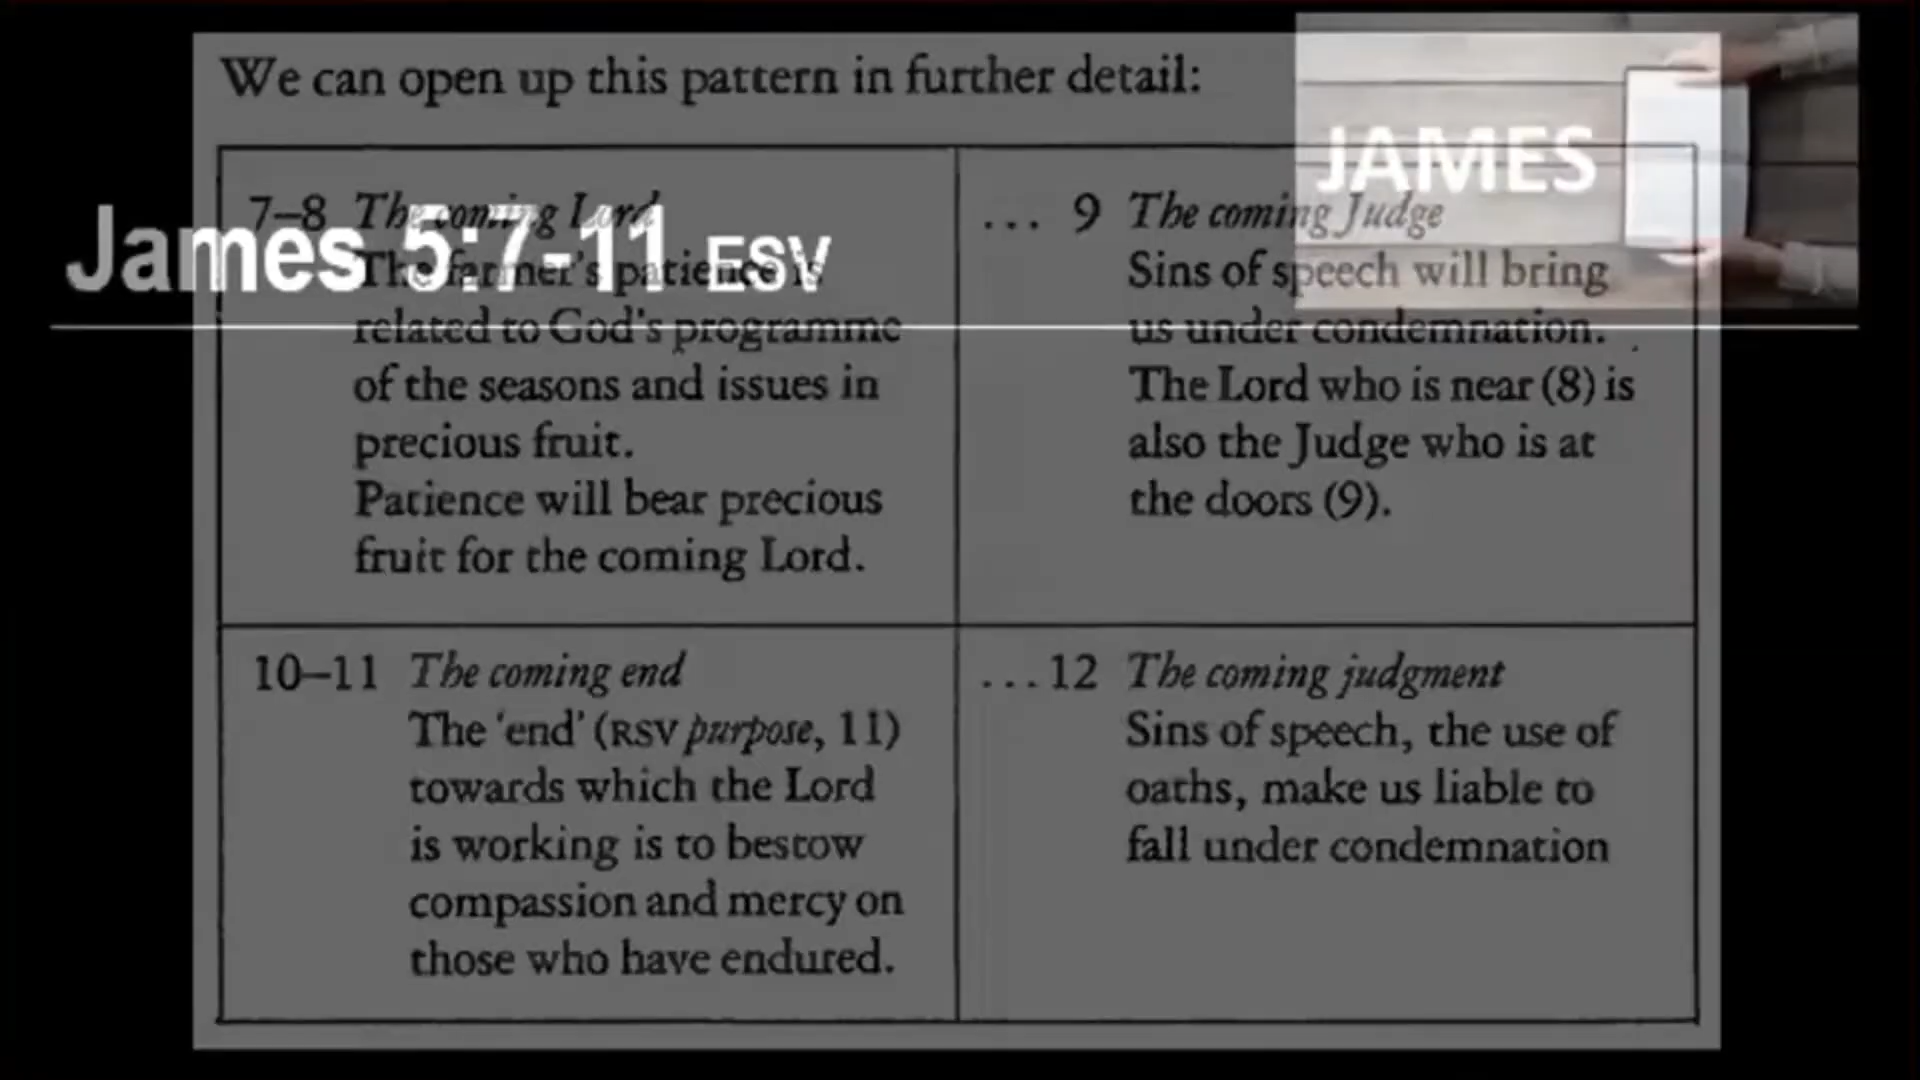 We can open up this pattern in further detail:
JAMES
James 5:7-11 ESV
7–8 The coming Lord
The farmer's patience is
related to God's programme
of the seasons and issues in
precious fruit.
Patience will bear precious
fruit for the coming Lord.
... 9 The coming Judge
Sins of speech will bring
us under condemnation.
The Lord who is near (8) is
also the Judge who is at
the doors (9).
10–11 The coming end
The 'end' (RSV purpose, 11)
towards which the Lord
is working is to bestow
compassion and mercy on
those who have endured.
...12 The coming judgment
Sins of speech, the use of
oaths, make us liable to
fall under condemnation